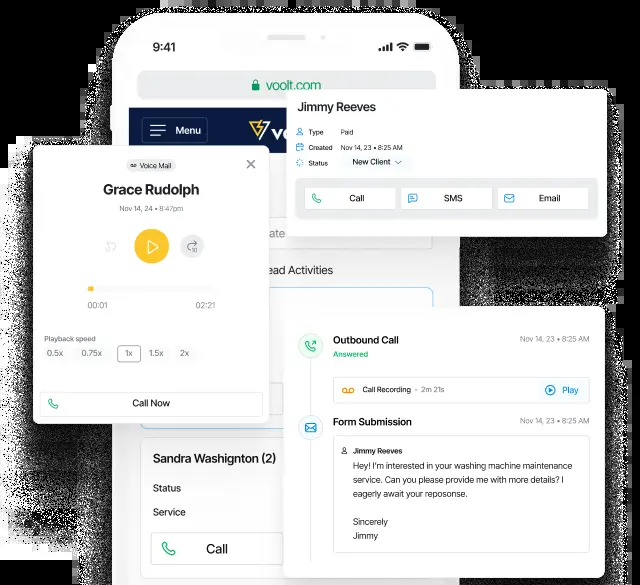 9:41
voolt.com
Menu
Jimmy Reeves
Type Paid
Created Nov 14, 23 • 8:25 AM
Status New Client
Call SMS Email
Voice Mail
Grace Rudolph
Nov 14, 24 • 8:47pm
00:01 02:21
Playback speed
0.5x 0.75x 1x 1.5x 2x
Call Now
ead Activities
Outbound Call Nov 14, 23 • 8:25 AM
Answered
Call Recording - 2m 21s Play
Form Submission Nov 14, 23 • 8:25 AM
Jimmy Reeves
Hey! I'm interested in your washing machine maintenance
service. Can you please provide me with more details? I
eagerly await your reposonse.
Sincerely
Jimmy
Sandra Washignton (2)
Status
Service
Call